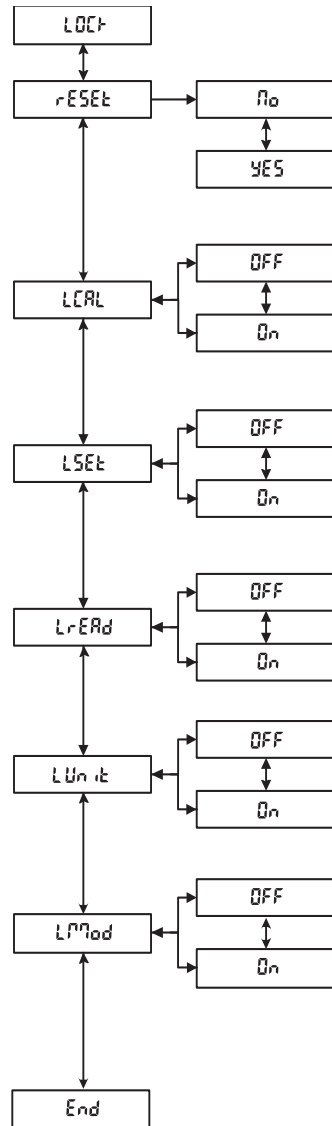 LOCK
rESEt
No
YES
LCAL
OFF
On
LSEt
OFF
On
LrEAd
OFF
On
LUnit
OFF
On
LMod
OFF
On
End